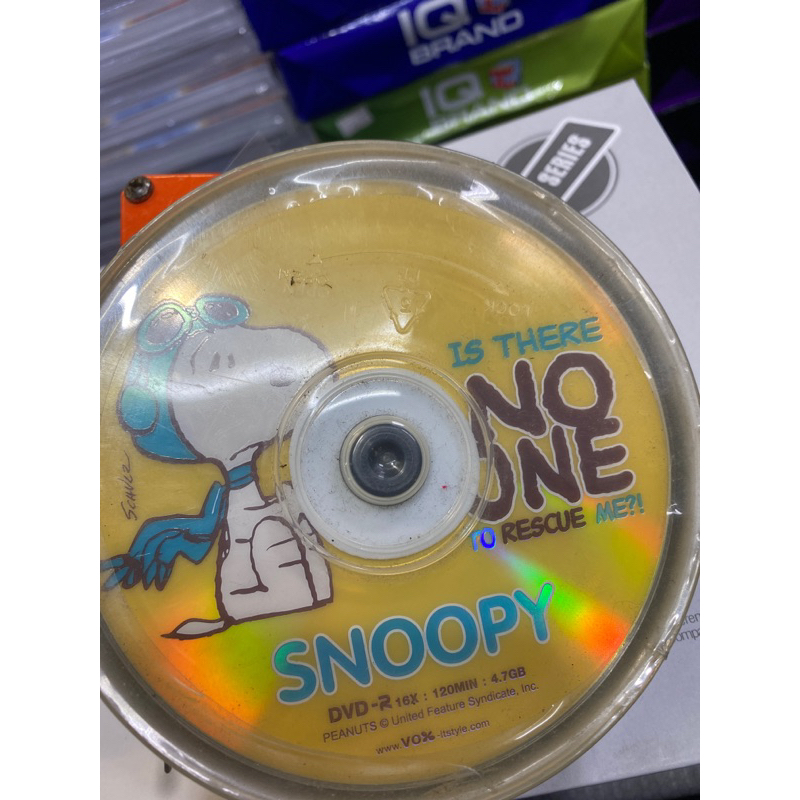 IQ
BRAND
IQ
SERIES
IS THERE
NO
ONE
TO RESCUE ME?!
SCHULZ
SNOOPY
DVD-R 16X : 120MIN : 4.7GB
PEANUTS © United Feature Syndicate, Inc.
www.VOX-itstyle.com